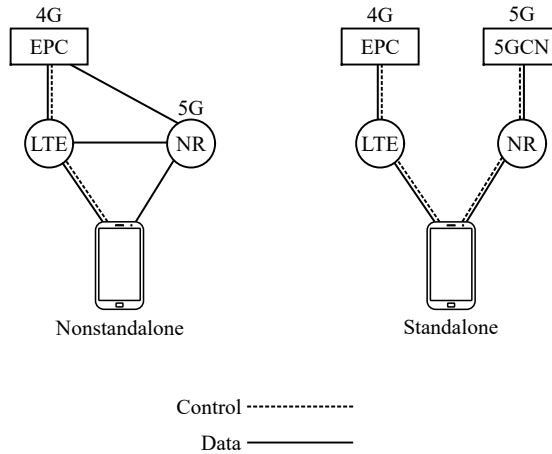 4G
EPC
5G
LTE
NR
Nonstandalone
4G
EPC
5G
5GCN
LTE
NR
Standalone
Control
Data